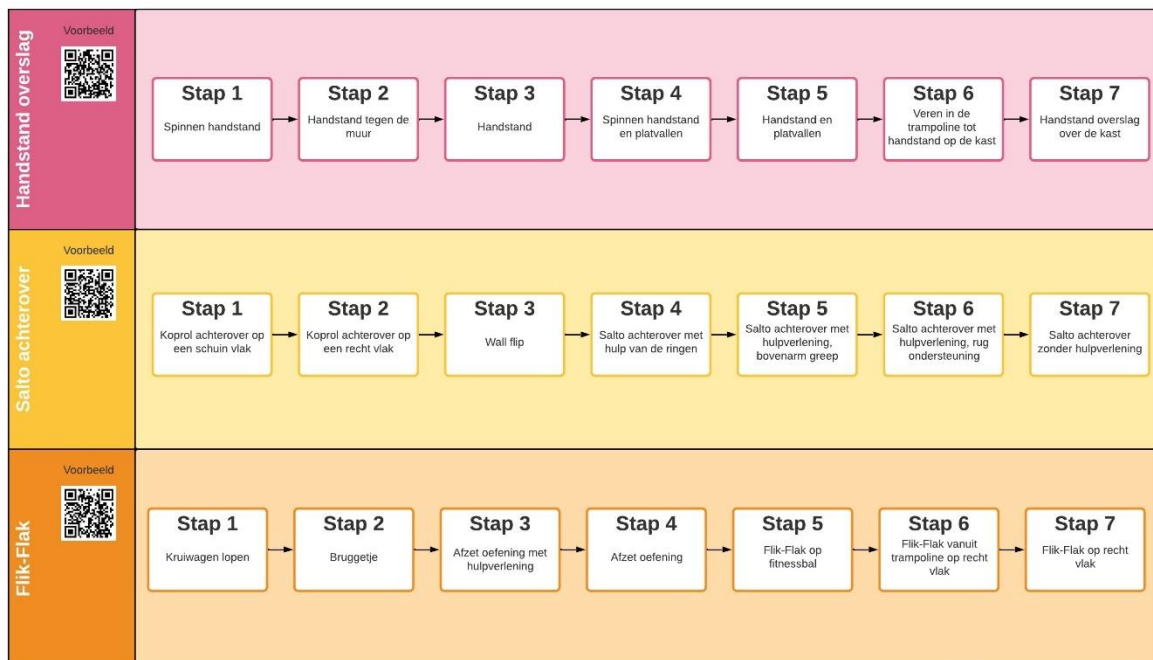 Handstand overslag
Voorbeeld
Stap 1
Spinnen handstand
Stap 2
Handstand tegen de
muur
Stap 3
Handstand
Stap 4
Spinnen handstand
en platvallen
Stap 5
Handstand en
platvallen
Stap 6
Veren in de
trampoline tot
handstand op de kast
Stap 7
Handstand overslag
over de kast
Salto achterover
Voorbeeld
Stap 1
Koprol achterover op
een schuin vlak
Stap 2
Koprol achterover op
een recht vlak
Stap 3
Wall flip
Stap 4
Salto achterover met
hulp van de ringen
Stap 5
Salto achterover met
hulpverlening,
bovenarm greep
Stap 6
Salto achterover met
hulpverlening, rug
ondersteuning
Stap 7
Salto achterover
zonder hulpverlening
Flik-Flak
Voorbeeld
Stap 1
Kruiwagen lopen
Stap 2
Bruggetje
Stap 3
Afzet oefening met
hulpverlening
Stap 4
Afzet oefening
Stap 5
Flik-Flak op
fitnessbal
Stap 6
Flik-Flak vanuit
trampoline op recht
vlak
Stap 7
Flik-Flak op recht
vlak